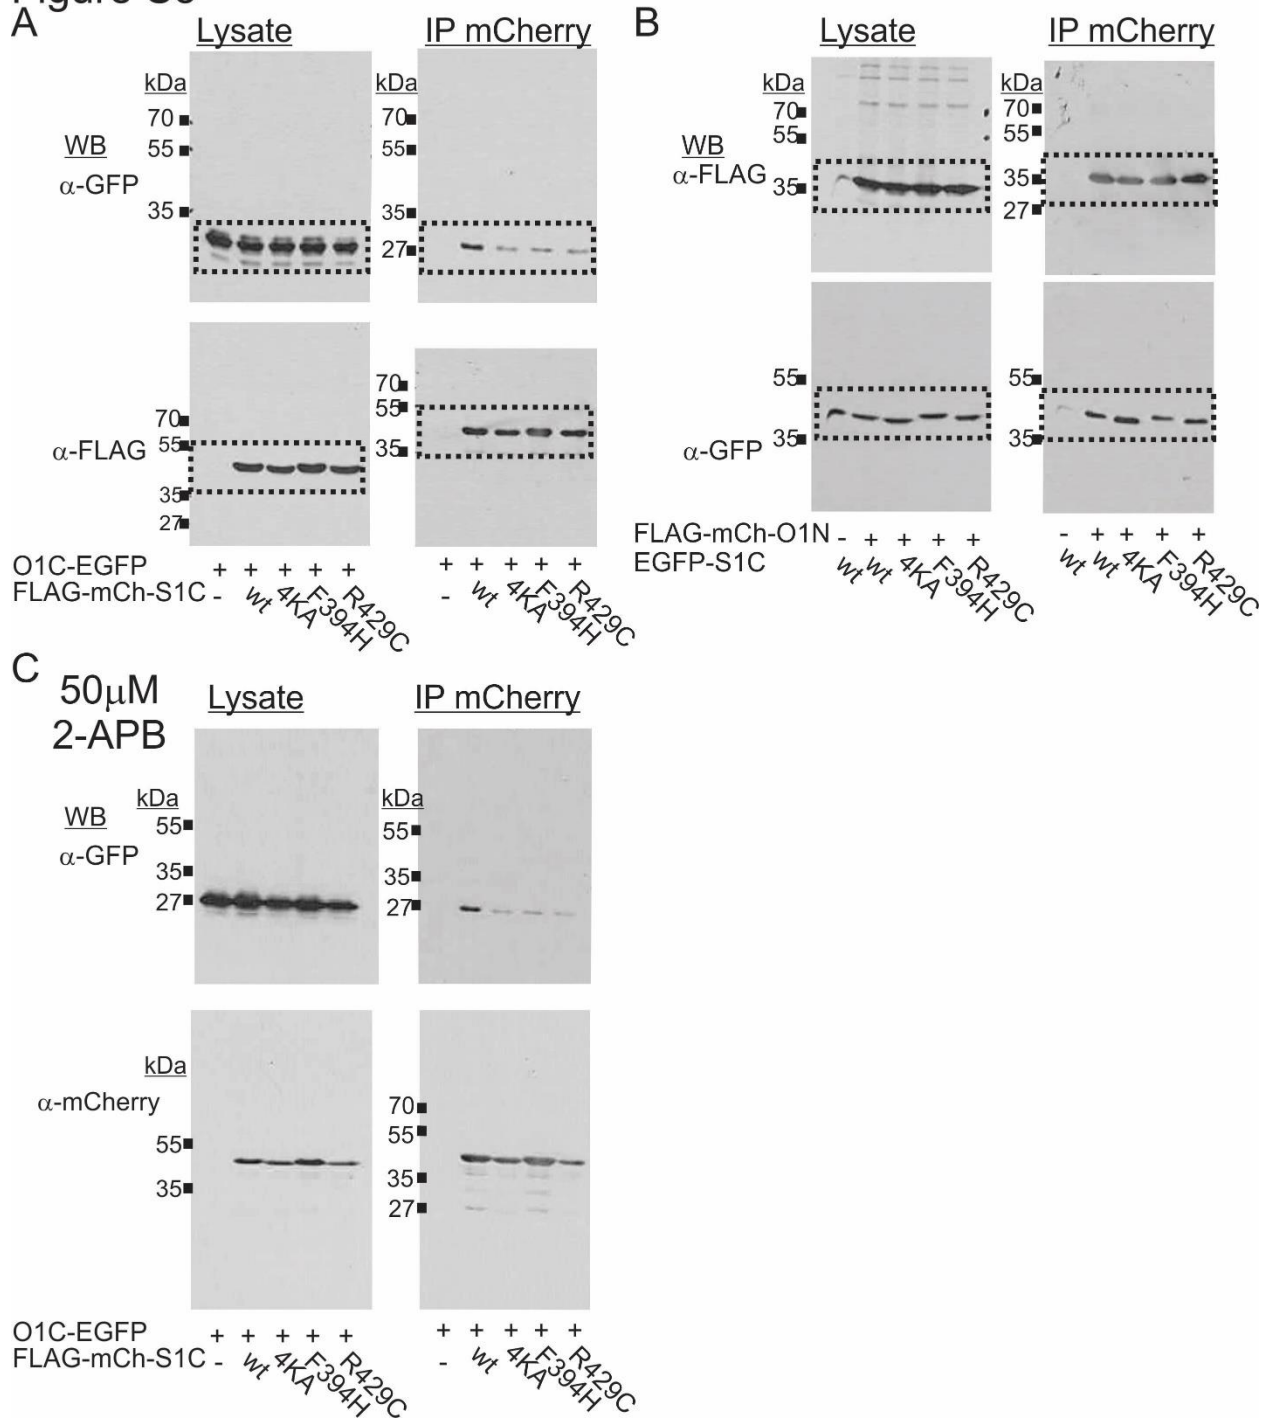 A
Lysate
IP mCherry
kDa
70
55
35
WB
α-GFP
kDa
70
55
35
27
α-FLAG
70
55
35
27
70
55
35
O1C-EGFP + + + + + + + + + +
FLAG-mCh-S1C - wt 4KA F394H R429C - wt 4KA F394H R429C
B
Lysate
IP mCherry
kDa
70
55
35
WB
α-FLAG
kDa
70
55
35
27
α-GFP
55
35
55
35
FLAG-mCh-O1N - + + + + - + + + +
EGFP-S1C wt wt 4KA F394H R429C wt wt 4KA F394H R429C
C
50μM
2-APB
Lysate
IP mCherry
kDa
55
35
27
WB
α-GFP
kDa
55
35
27
α-mCherry
kDa
55
35
70
55
35
27
O1C-EGFP + + + + + + + + + +
FLAG-mCh-S1C - wt 4KA F394H R429C - wt 4KA F394H R429C